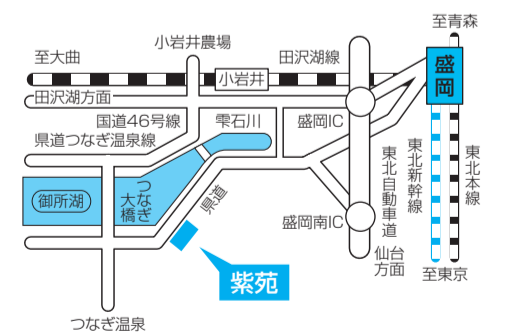 至青森
小岩井農場
至大曲
田沢湖線
盛岡
小岩井
田沢湖方面
国道46号線
雫石川
盛岡IC
県道つなぎ温泉線
御所湖
つなぎ大橋
県道
盛岡南IC
東北自動車道
東北新幹線
東北本線
仙台
方面
至東京
紫苑
つなぎ温泉